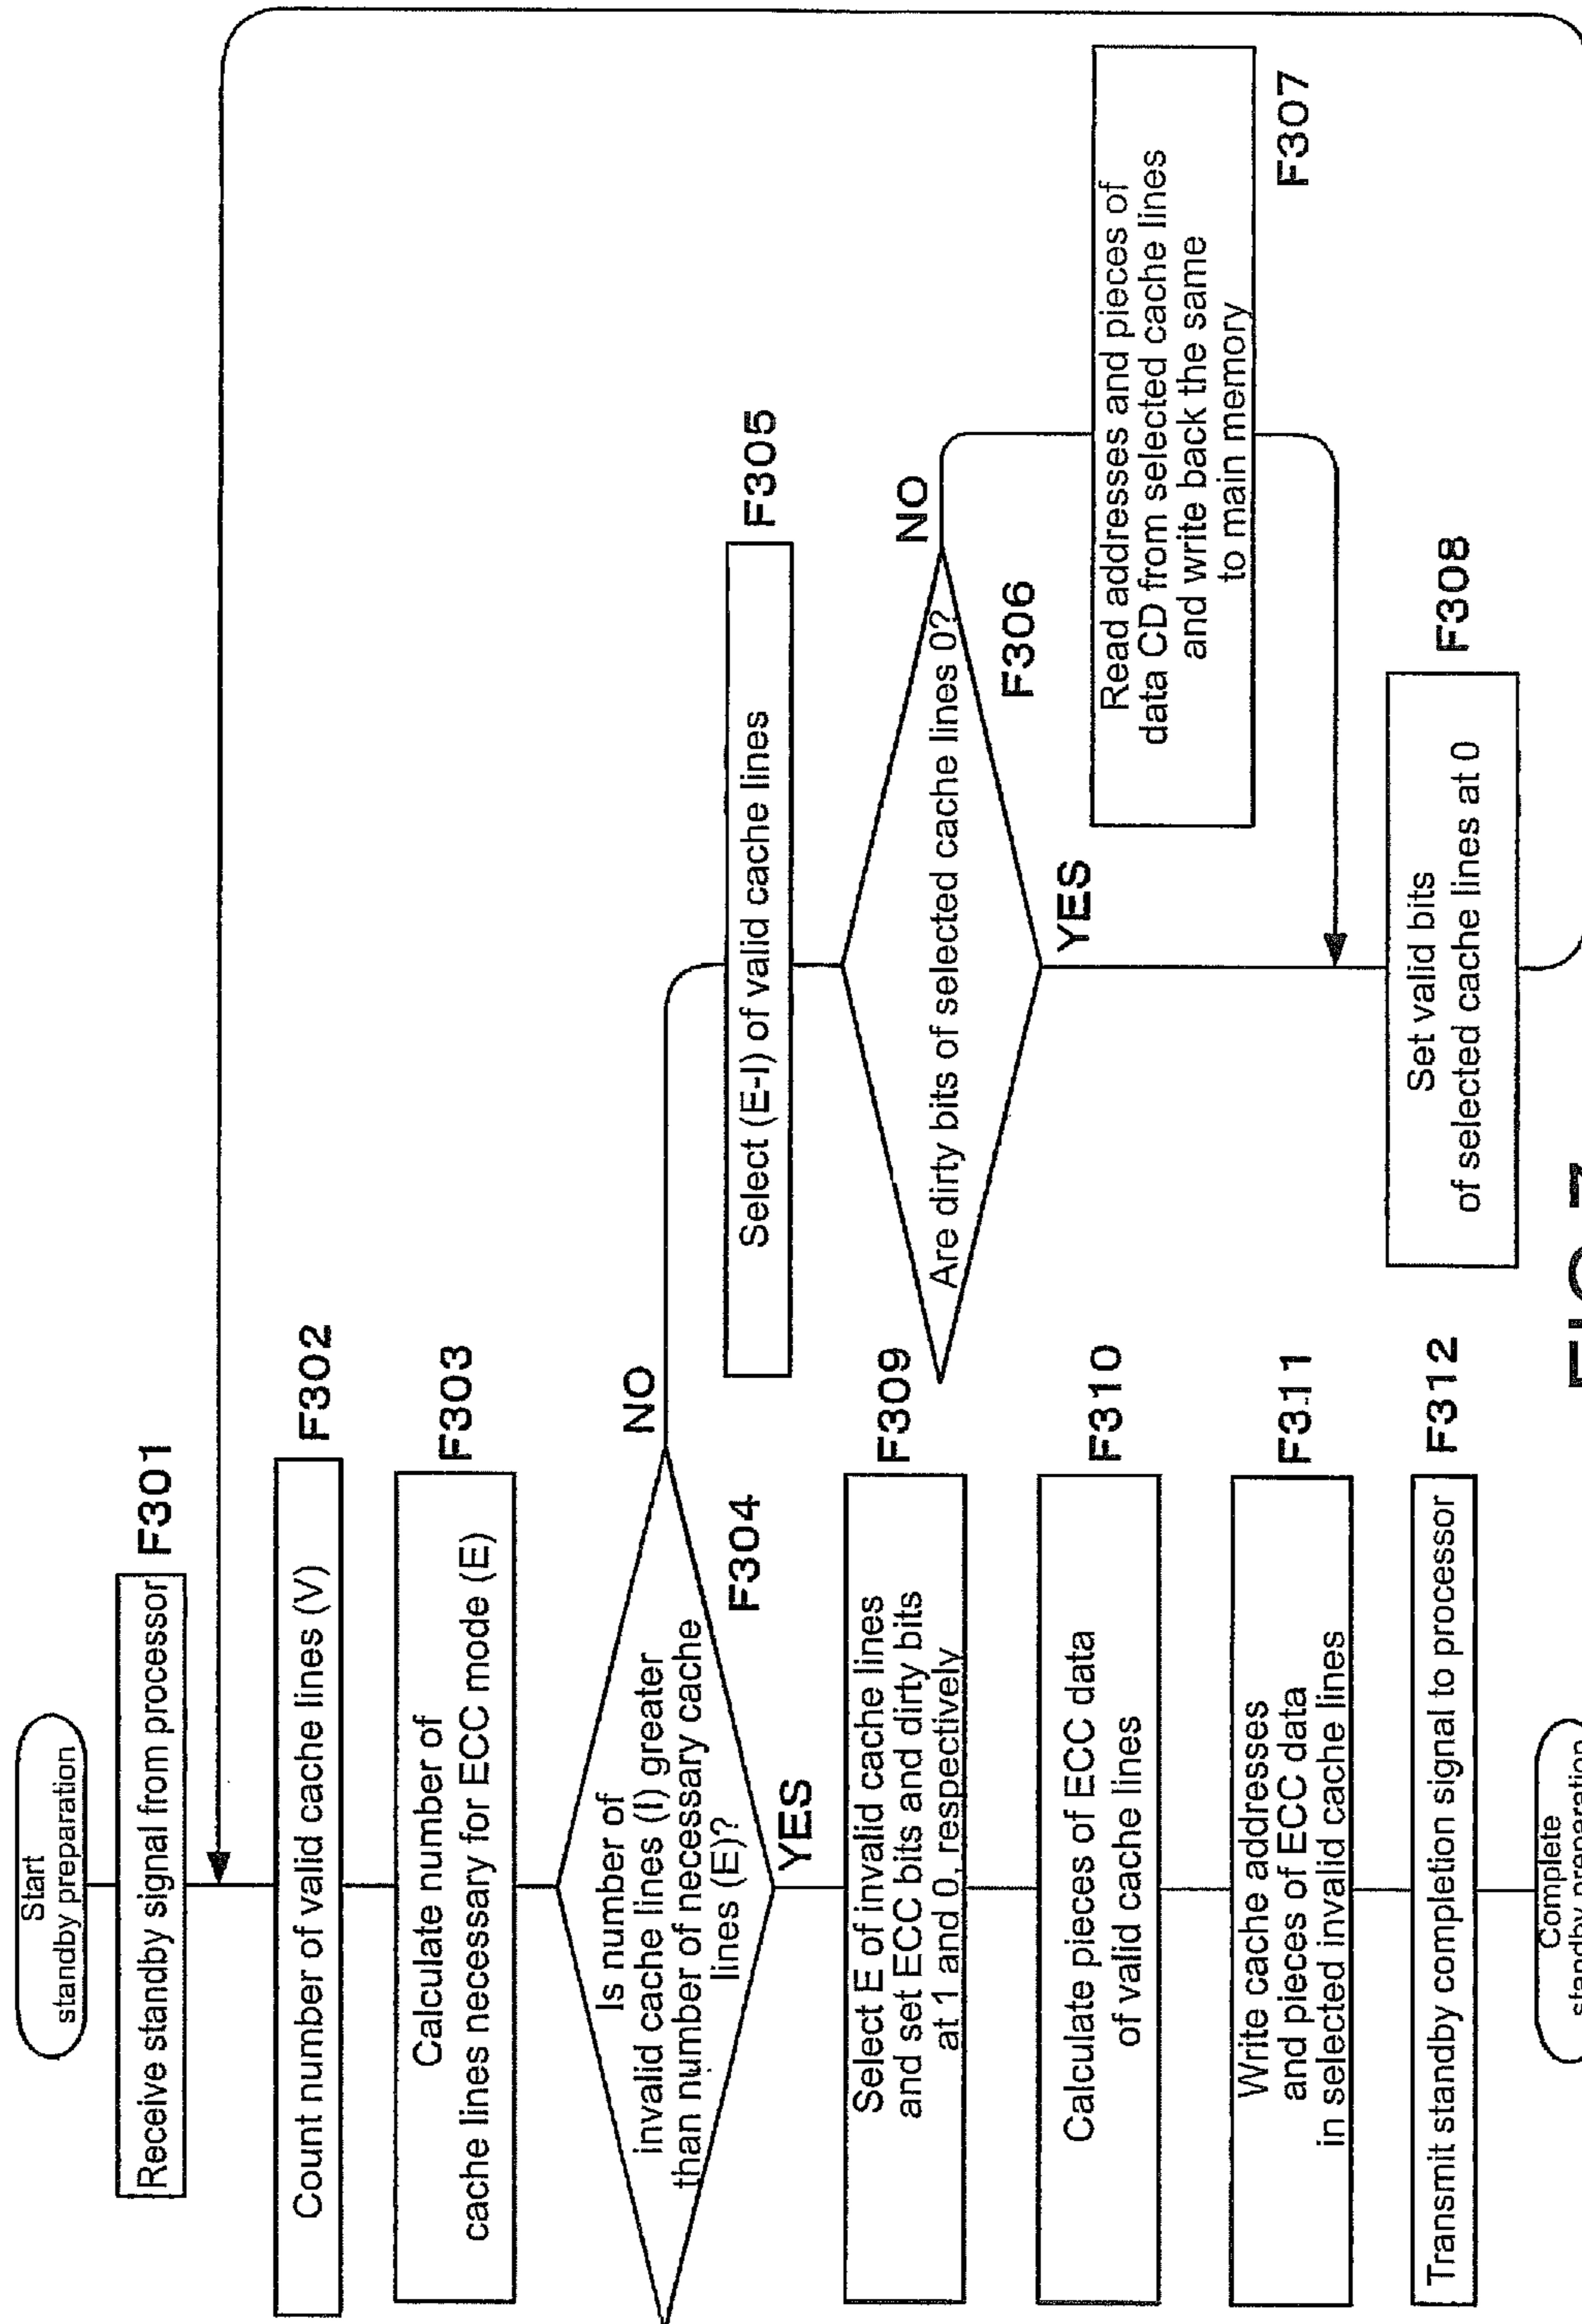 Start
standby preparation
Receive standby signal from processor
F301
Count number of valid cache lines (V)
F302
Calculate number of
cache lines necessary for ECC mode (E)
F303
Is number of
invalid cache lines (I) greater
than number of necessary cache
lines (E)?
F304
NO
YES
Select (E-I) of valid cache lines
F305
Are dirty bits of selected cache lines 0?
F306
NO
YES
Read addresses and pieces of
data CD from selected cache lines
and write back the same
to main memory
F307
Set valid bits
of selected cache lines at 0
F308
Select E of invalid cache lines
and set ECC bits and dirty bits
at 1 and 0, respectively
F309
Calculate pieces of ECC data
of valid cache lines
F310
Write cache addresses
and pieces of ECC data
in selected invalid cache lines
F311
Transmit standby completion signal to processor
F312
Complete
standby preparation